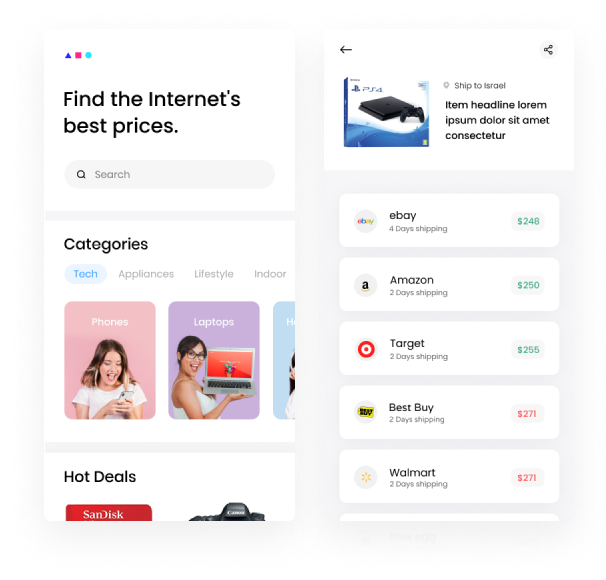 Find the Internet's
best prices.
Search
Categories
Tech Appliances Lifestyle Indoor
Phones Laptops
Hot Deals
SanDisk
Canon
Ship to Israel
Item headline lorem
ipsum dolor sit amet
consectetur
PS4
ebay
ebay
4 Days shipping
$248
a
Amazon
2 Days shipping
$250
Target
2 Days shipping
$255
BEST BUY
Best Buy
2 Days shipping
$271
Walmart
2 Days shipping
$271